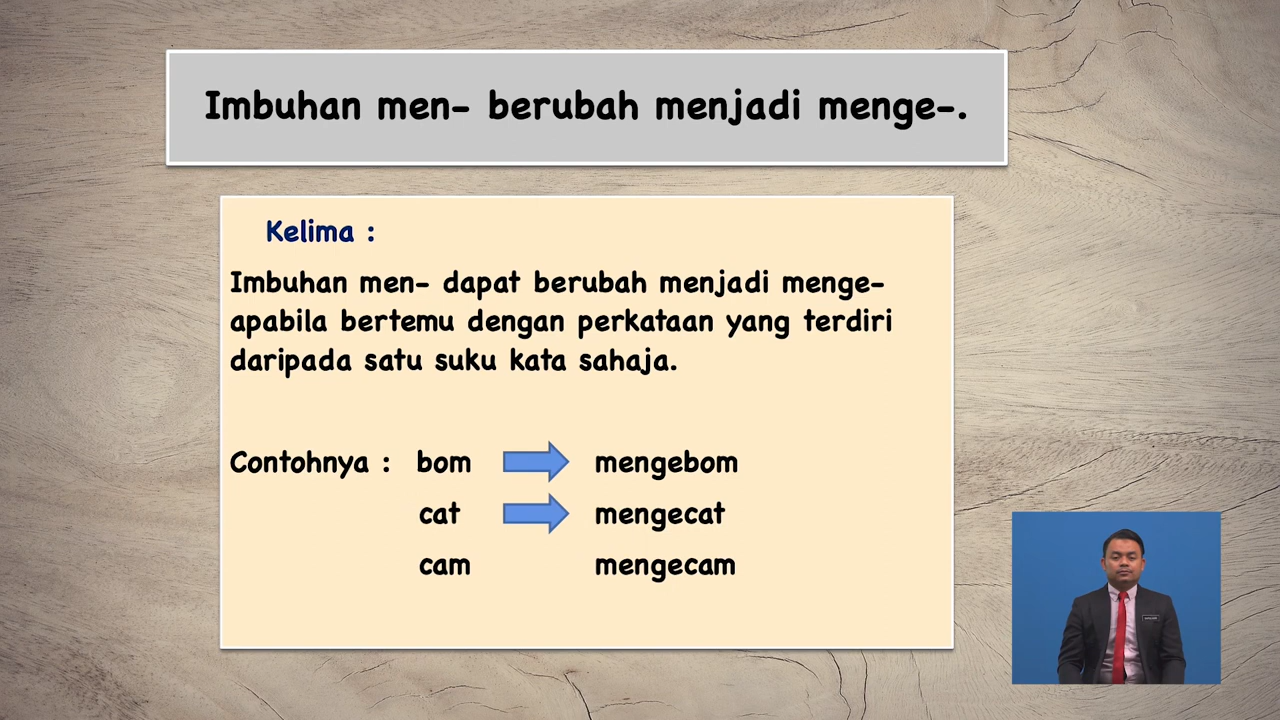 Imbuhan men- berubah menjadi menge-.
Kelima :
Imbuhan men- dapat berubah menjadi menge-
apabila bertemu dengan perkataan yang terdiri
daripada satu suku kata sahaja.
Contohnya : bom mengebom
cat mengecat
cam mengecam